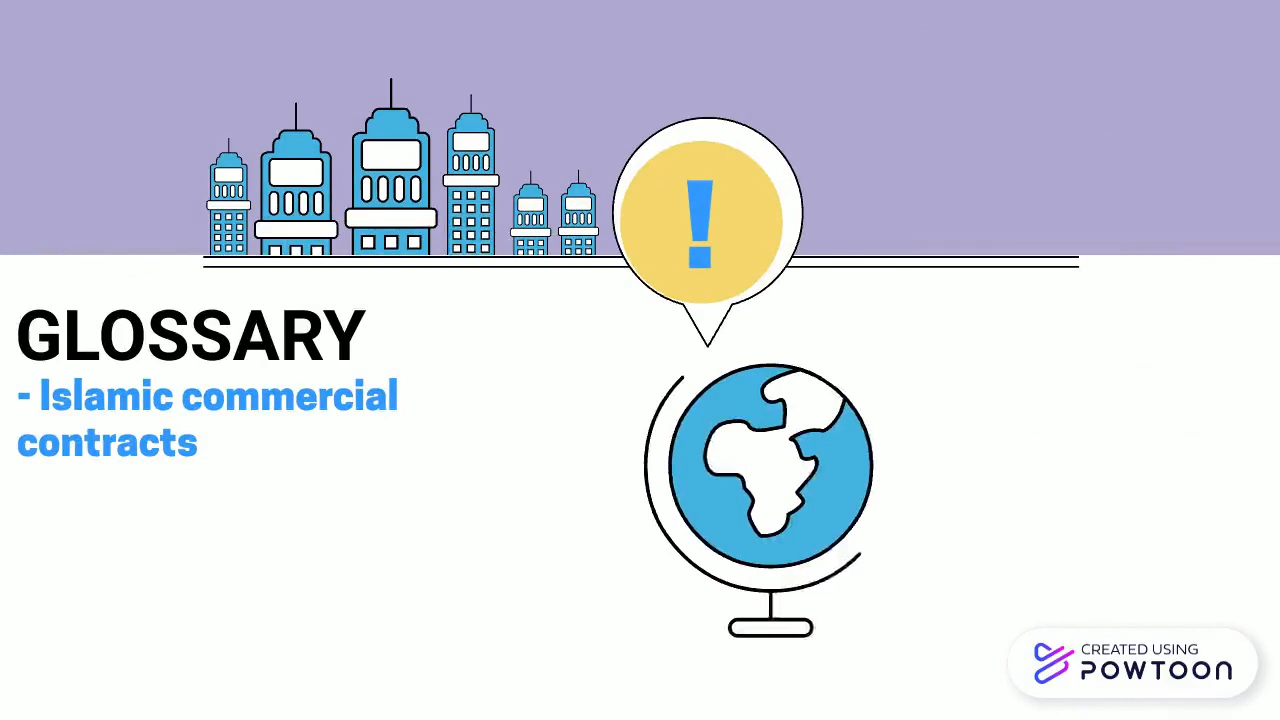 !
GLOSSARY
- Islamic commercial
contracts
CREATED USING
POWTOON